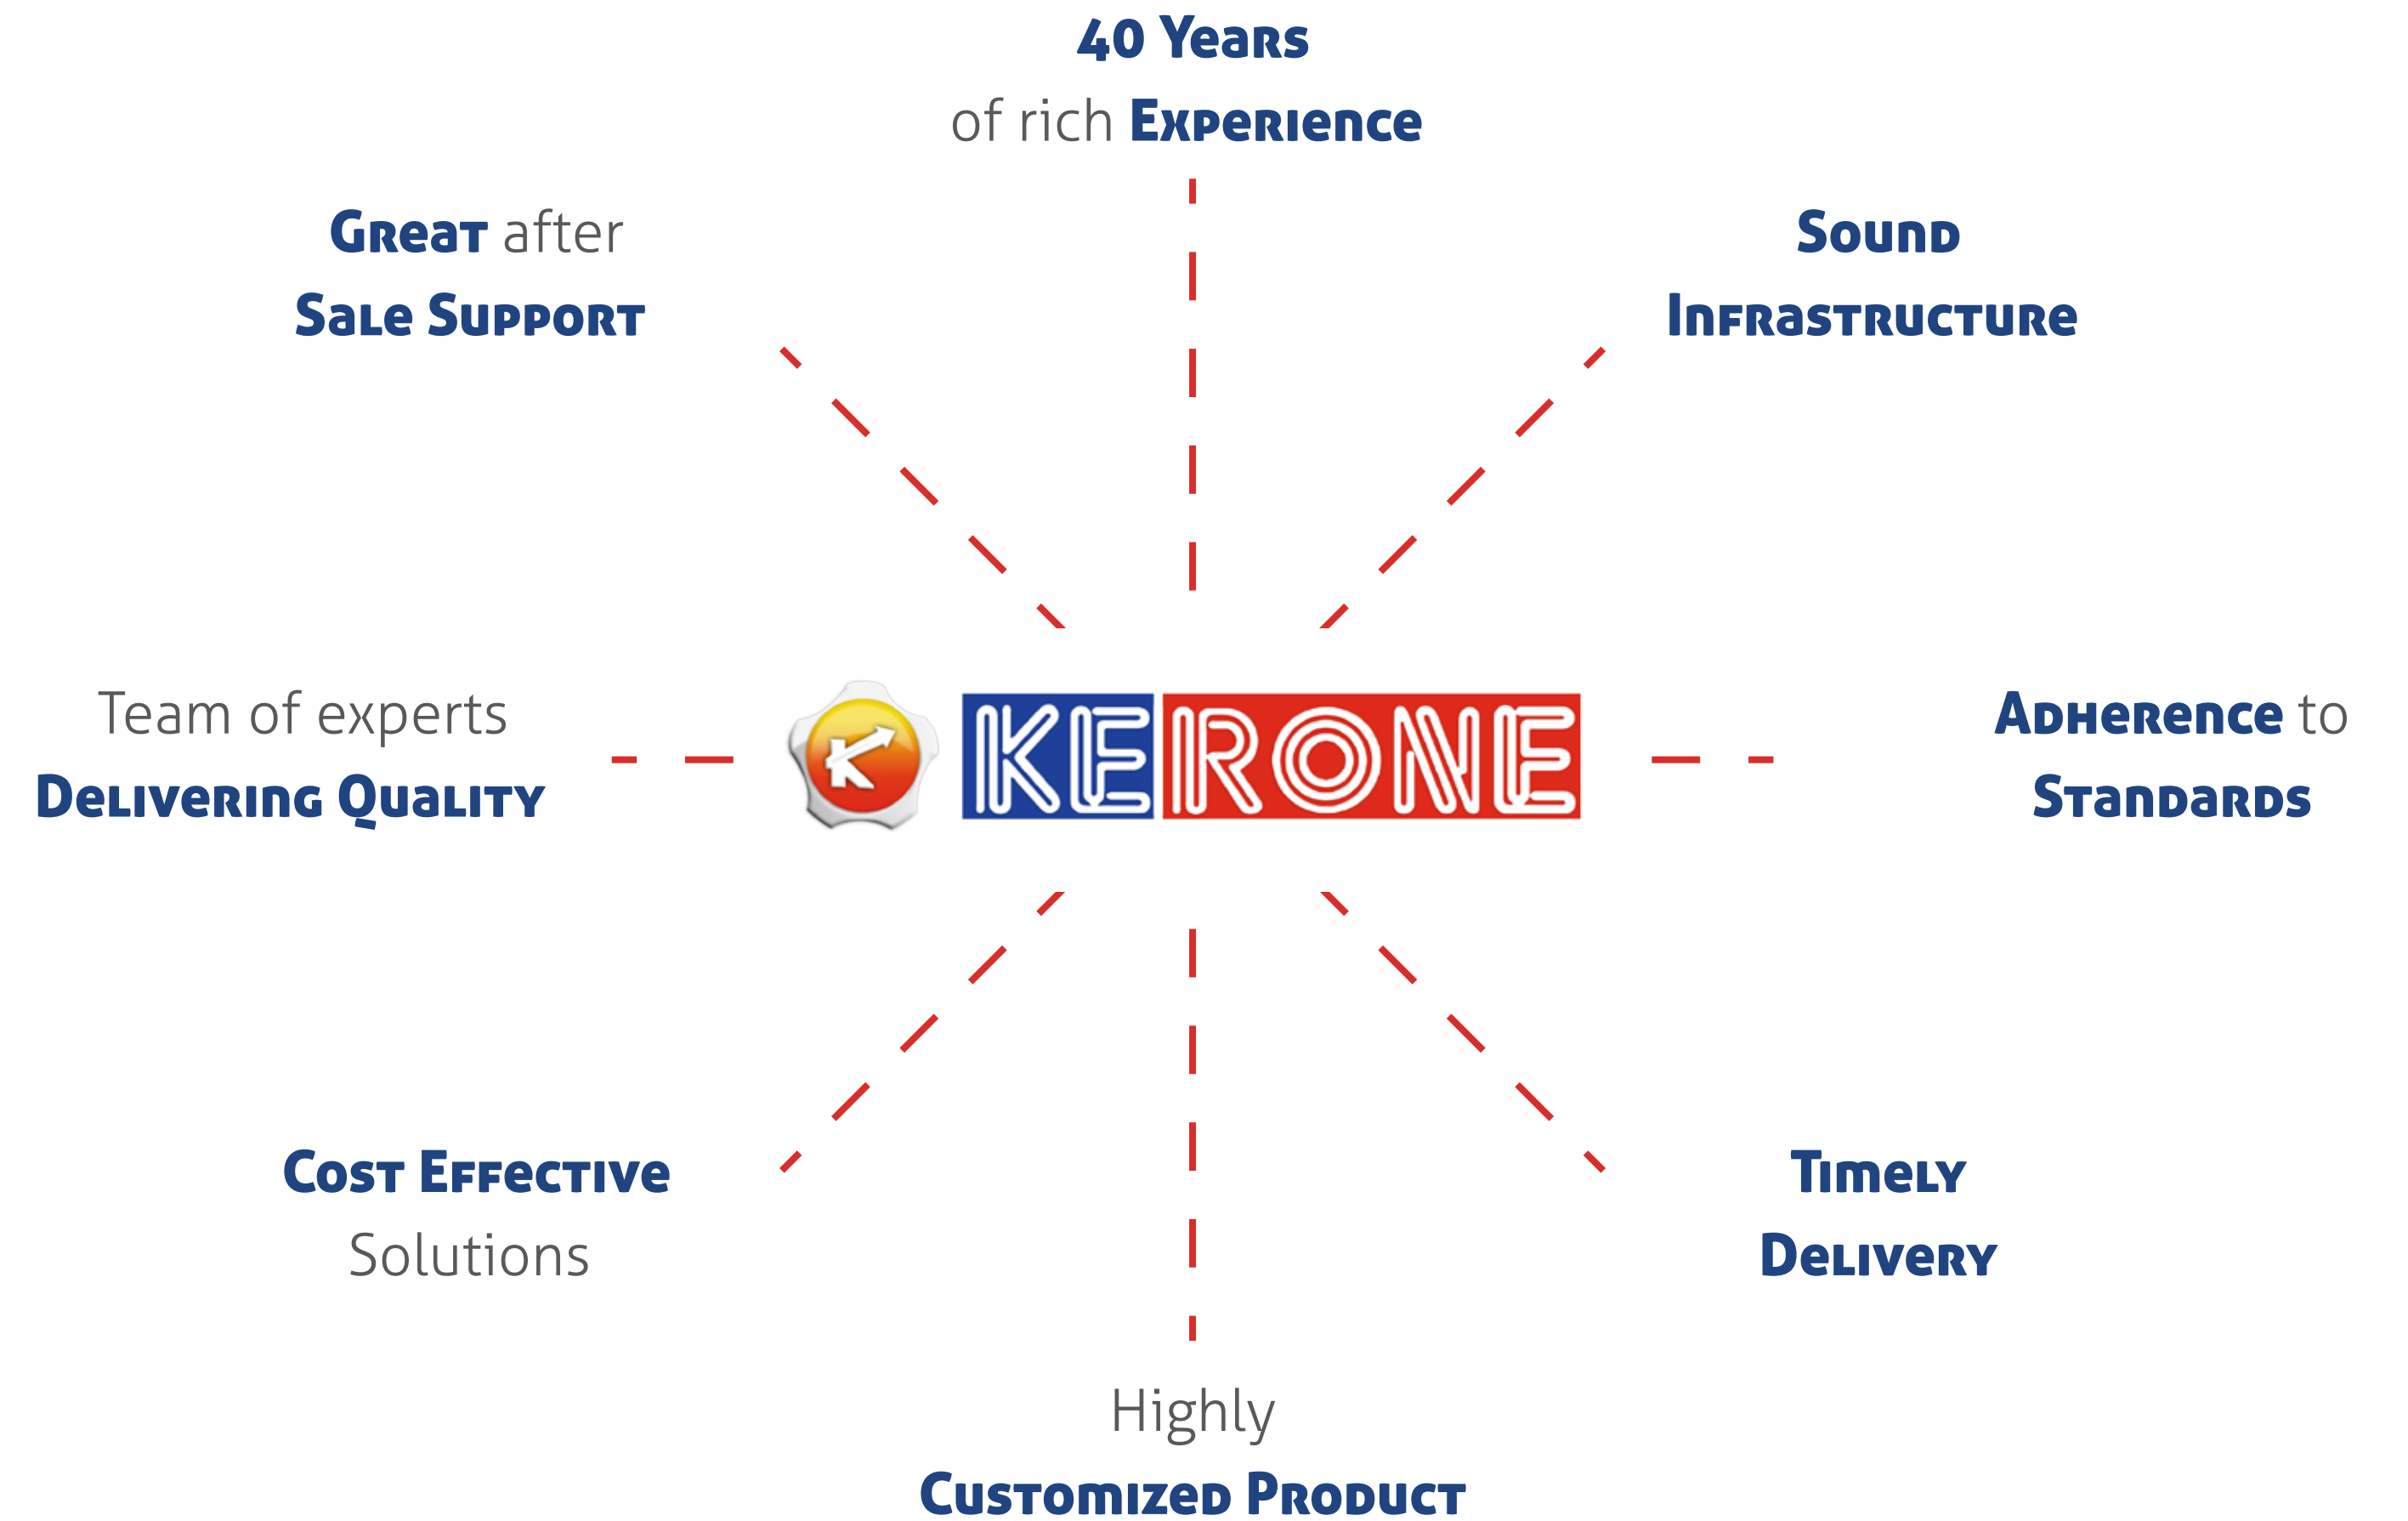 40 Years
of rich Experience
Great after
Sale Support
Sound
Infrastructure
Team of experts
Delivering Quality
K KERONE
Adherence to
Standards
Cost Effective
Solutions
Timely
Delivery
Highly
Customized Product